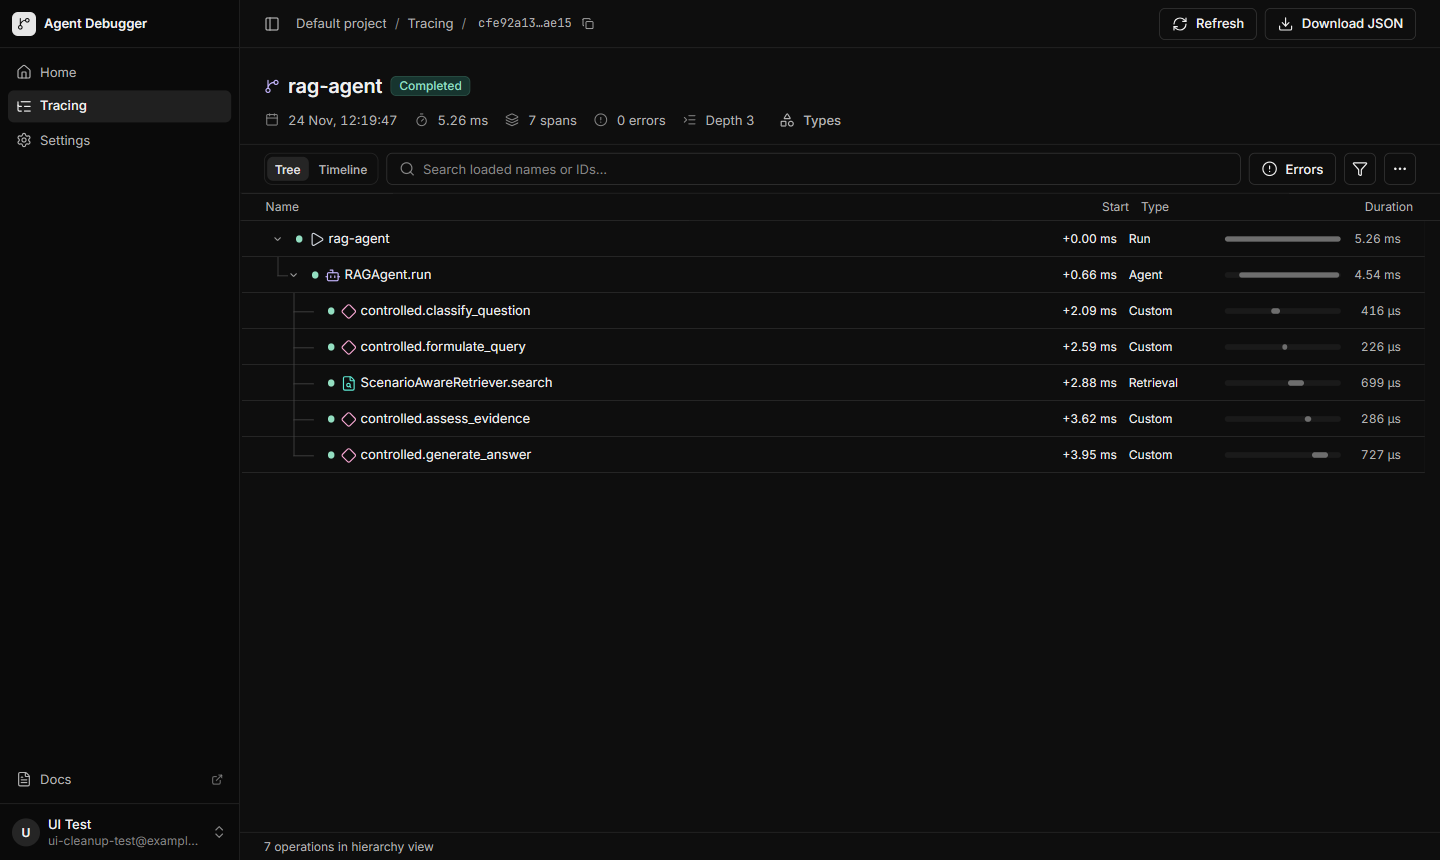 Agent Debugger
Default project / Tracing / cfe92a13…ae15
Refresh
Download JSON
Home
Tracing
Settings
rag-agent Completed
24 Nov, 12:19:47 5.26 ms 7 spans 0 errors Depth 3 Types
Tree Timeline Search loaded names or IDs... Errors
Name Start Type Duration
rag-agent +0.00 ms Run 5.26 ms
RAGAgent.run +0.66 ms Agent 4.54 ms
controlled.classify_question +2.09 ms Custom 416 µs
controlled.formulate_query +2.59 ms Custom 226 µs
ScenarioAwareRetriever.search +2.88 ms Retrieval 699 µs
controlled.assess_evidence +3.62 ms Custom 286 µs
controlled.generate_answer +3.95 ms Custom 727 µs
Docs
U
UI Test
ui-cleanup-test@exampl...
7 operations in hierarchy view